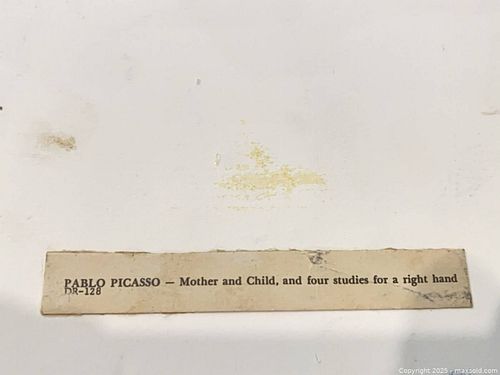 PABLO PICASSO — Mother and Child, and four studies for a right hand
DR-128
Copyright 2025 - maxsold.com